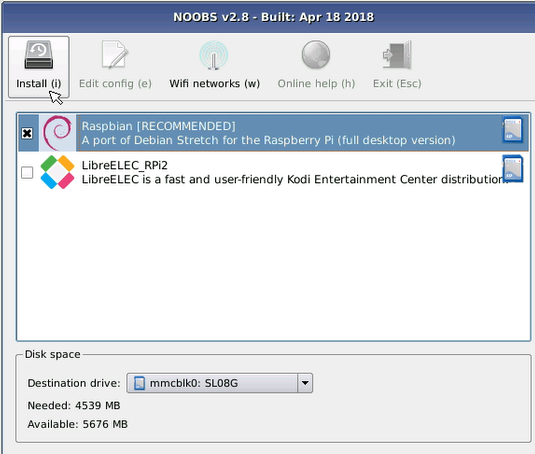 NOOBS v2.8 - Built: Apr 18 2018
Install (i) Edit config (e) Wifi networks (w) Online help (h) Exit (Esc)
Raspbian [RECOMMENDED]
A port of Debian Stretch for the Raspberry Pi (full desktop version)
LibreELEC_RPi2
LibreELEC is a fast and user-friendly Kodi Entertainment Center distribution.
Disk space
Destination drive: mmcblk0: SL08G
Needed: 4539 MB
Available: 5676 MB